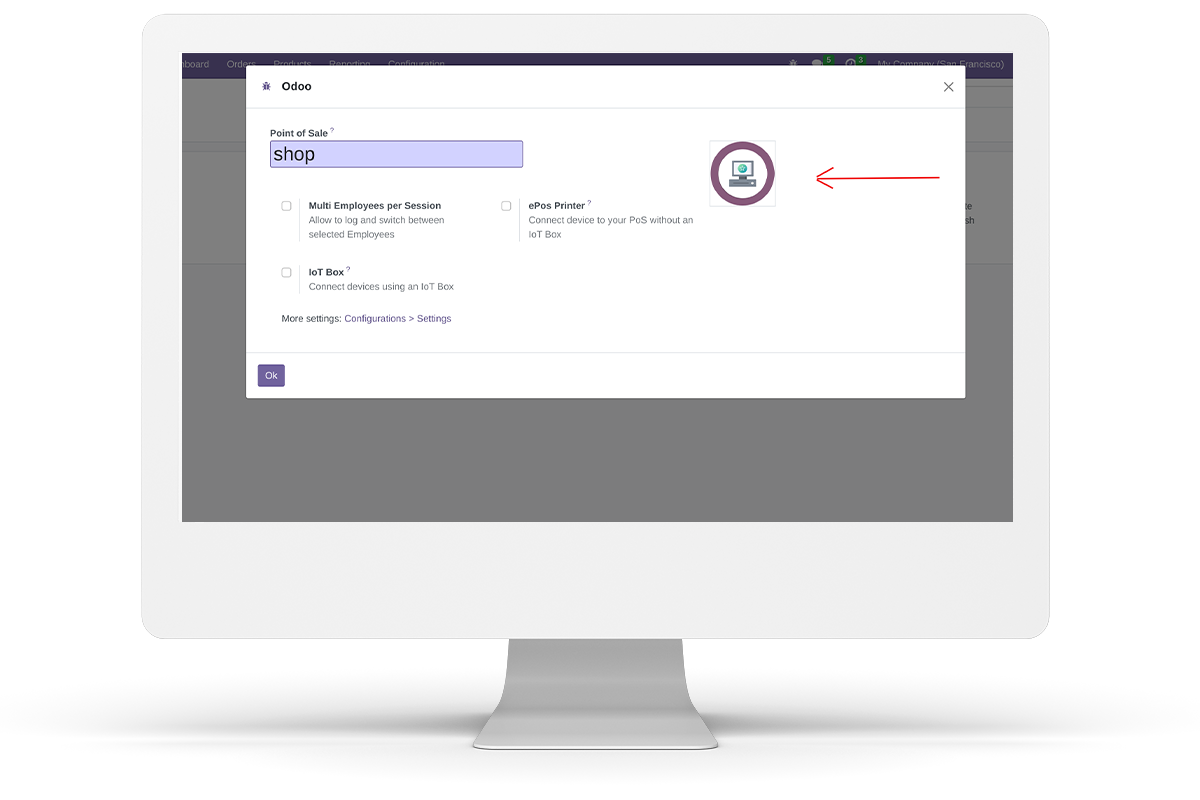 Orders Products Reporting Configuration 5 3 My Company (San Francisco)
Odoo
Point of Sale ?
shop
Multi Employees per Session
Allow to log and switch between
selected Employees
ePos Printer ?
Connect device to your PoS without an
IoT Box
IoT Box ?
Connect devices using an IoT Box
More settings: Configurations > Settings
Ok